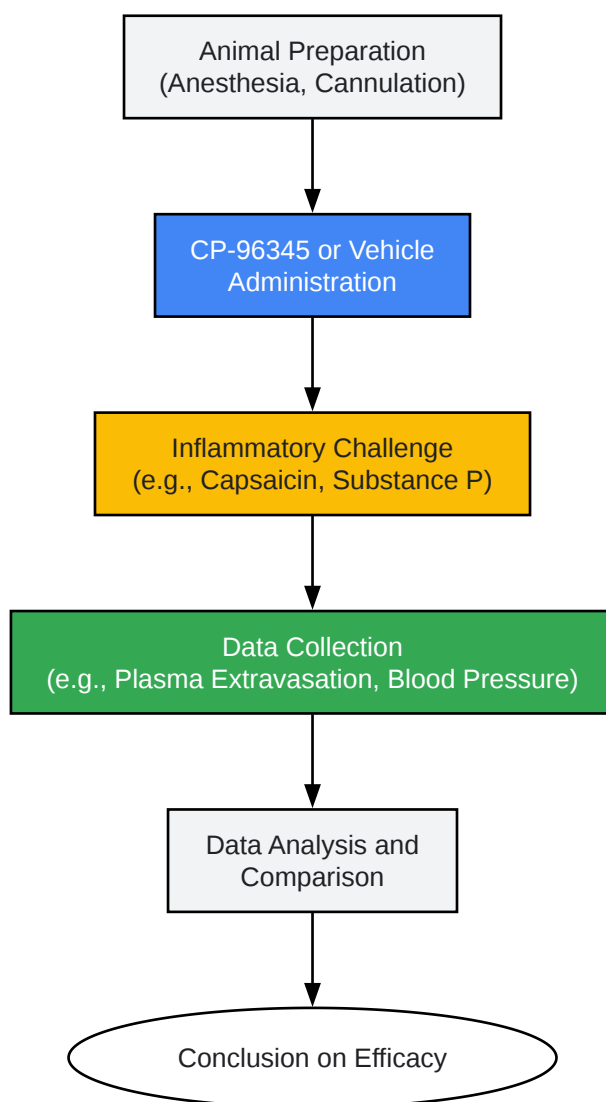 Animal Preparation
(Anesthesia, Cannulation)
CP-96345 or Vehicle
Administration
Inflammatory Challenge
(e.g., Capsaicin, Substance P)
Data Collection
(e.g., Plasma Extravasation, Blood Pressure)
Data Analysis and
Comparison
Conclusion on Efficacy